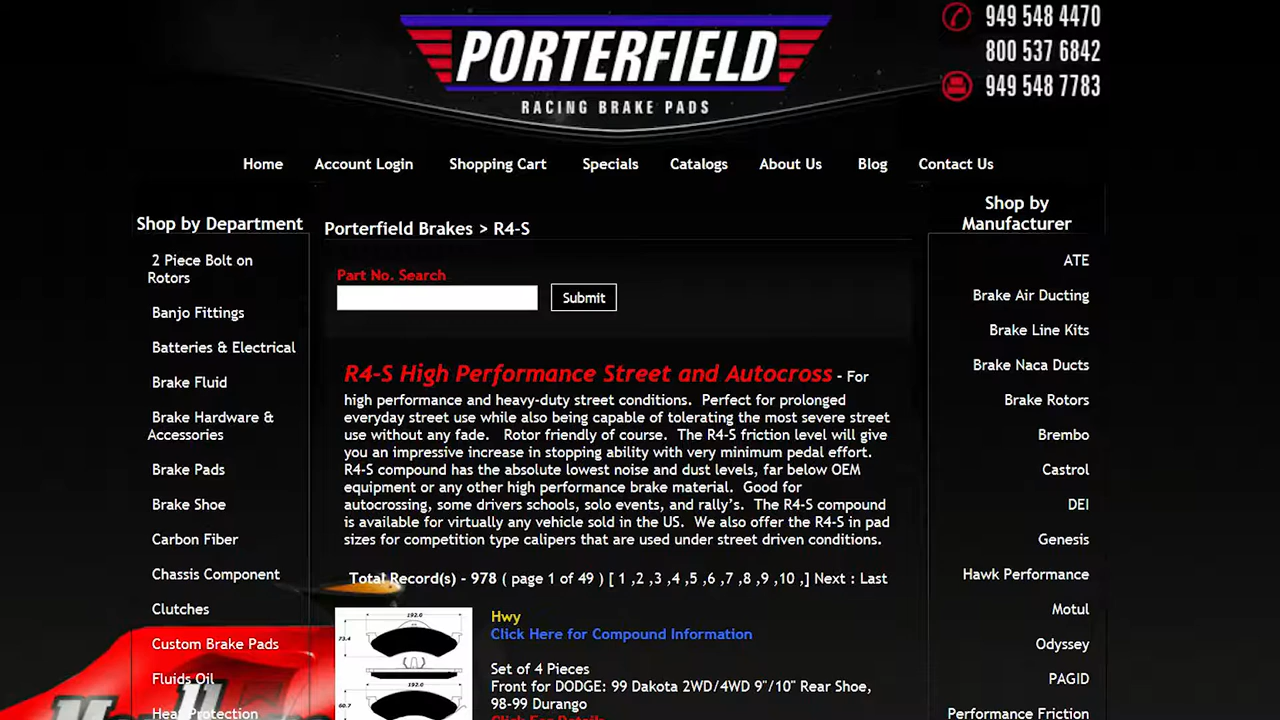 PORTERFIELD
RACING BRAKE PADS
949 548 4470
800 537 6842
949 548 7783
Home Account Login Shopping Cart Specials Catalogs About Us Blog Contact Us
Shop by Department
2 Piece Bolt on
Rotors
Banjo Fittings
Batteries & Electrical
Brake Fluid
Brake Hardware &
Accessories
Brake Pads
Brake Shoe
Carbon Fiber
Chassis Component
Clutches
Custom Brake Pads
Fluids Oil
Heat Protection
Porterfield Brakes > R4-S
Part No. Search
Submit
R4-S High Performance Street and Autocross - For
high performance and heavy-duty street conditions. Perfect for prolonged
everyday street use while also being capable of tolerating the most severe street
use without any fade. Rotor friendly of course. The R4-S friction level will give
you an impressive increase in stopping ability with very minimum pedal effort.
R4-S compound has the absolute lowest noise and dust levels, far below OEM
equipment or any other high performance brake material. Good for
autocrossing, some drivers schools, solo events, and rally's. The R4-S compound
is available for virtually any vehicle sold in the US. We also offer the R4-S in pad
sizes for competition type calipers that are used under street driven conditions.
Total Record(s) - 978 ( page 1 of 49 ) [ 1 ,2 ,3 ,4 ,5 ,6 ,7 ,8 ,9 ,10 ,] Next : Last
192.0
73.4
192.0
60.7
Hwy
Click Here for Compound Information
Set of 4 Pieces
Front for DODGE: 99 Dakota 2WD/4WD 9"/10" Rear Shoe,
98-99 Durango
Click For Details
Shop by
Manufacturer
ATE
Brake Air Ducting
Brake Line Kits
Brake Naca Ducts
Brake Rotors
Brembo
Castrol
DEI
Genesis
Hawk Performance
Motul
Odyssey
PAGID
Performance Friction